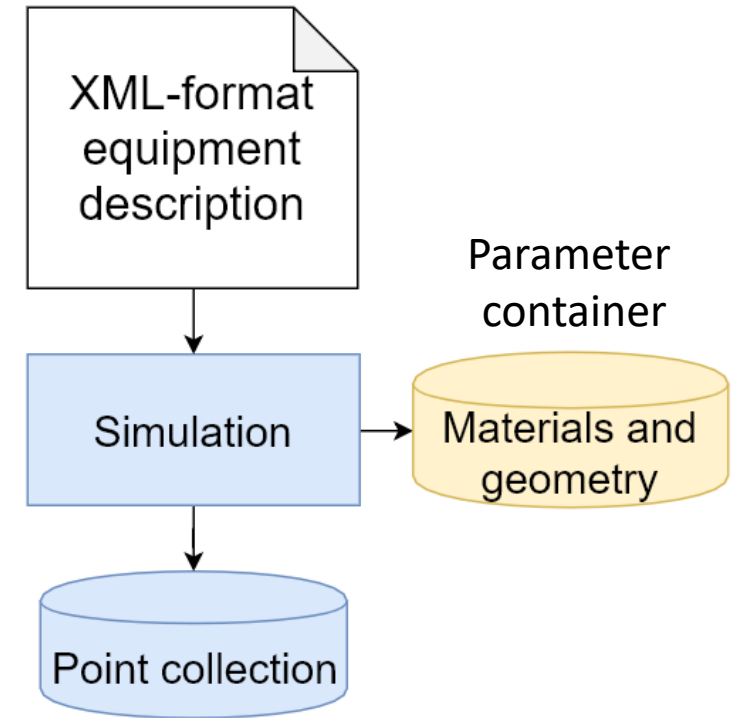 XML-format
equipment
description
Parameter
container
Simulation
Materials and
geometry
Point collection